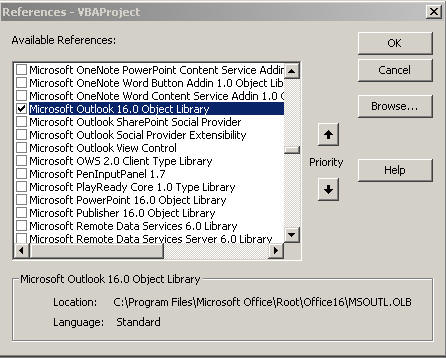 References - VBAProject
Available References:
OK
Cancel
Browse...
Priority
Help
Microsoft OneNote PowerPoint Content Service Addin
Microsoft OneNote Word Button Addin 1.0 Object Lib
Microsoft OneNote Word Content Service Addin 1.0 
Microsoft Outlook 16.0 Object Library
Microsoft Outlook SharePoint Social Provider
Microsoft Outlook Social Provider Extensibility
Microsoft Outlook View Control
Microsoft OWS 2.0 Client Type Library
Microsoft PenInputPanel 1.7
Microsoft PlayReady Core 1.0 Type Library
Microsoft PowerPoint 16.0 Object Library
Microsoft Publisher 16.0 Object Library
Microsoft Remote Data Services 6.0 Library
Microsoft Remote Data Services Server 6.0 Library
Microsoft Outlook 16.0 Object Library
Location: C:\Program Files\Microsoft Office\Root\Office16\MSOUTL.OLB
Language: Standard